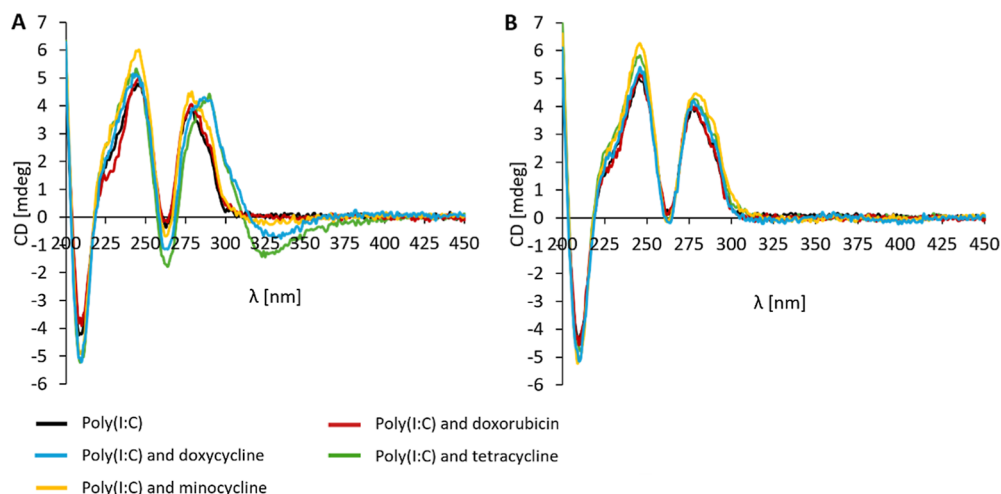 A
B
7
6
5
4
3
2
1
0
-1
-2
-3
-4
-5
-6
CD [mdeg]
200 225 250 275 300 325 350 375 400 425 450
λ [nm]
7
6
5
4
3
2
1
0
-1
-2
-3
-4
-5
-6
CD [mdeg]
200 225 250 275 300 325 350 375 400 425 450
λ [nm]
Poly(I:C)
Poly(I:C) and doxorubicin
Poly(I:C) and doxycycline
Poly(I:C) and tetracycline
Poly(I:C) and minocycline